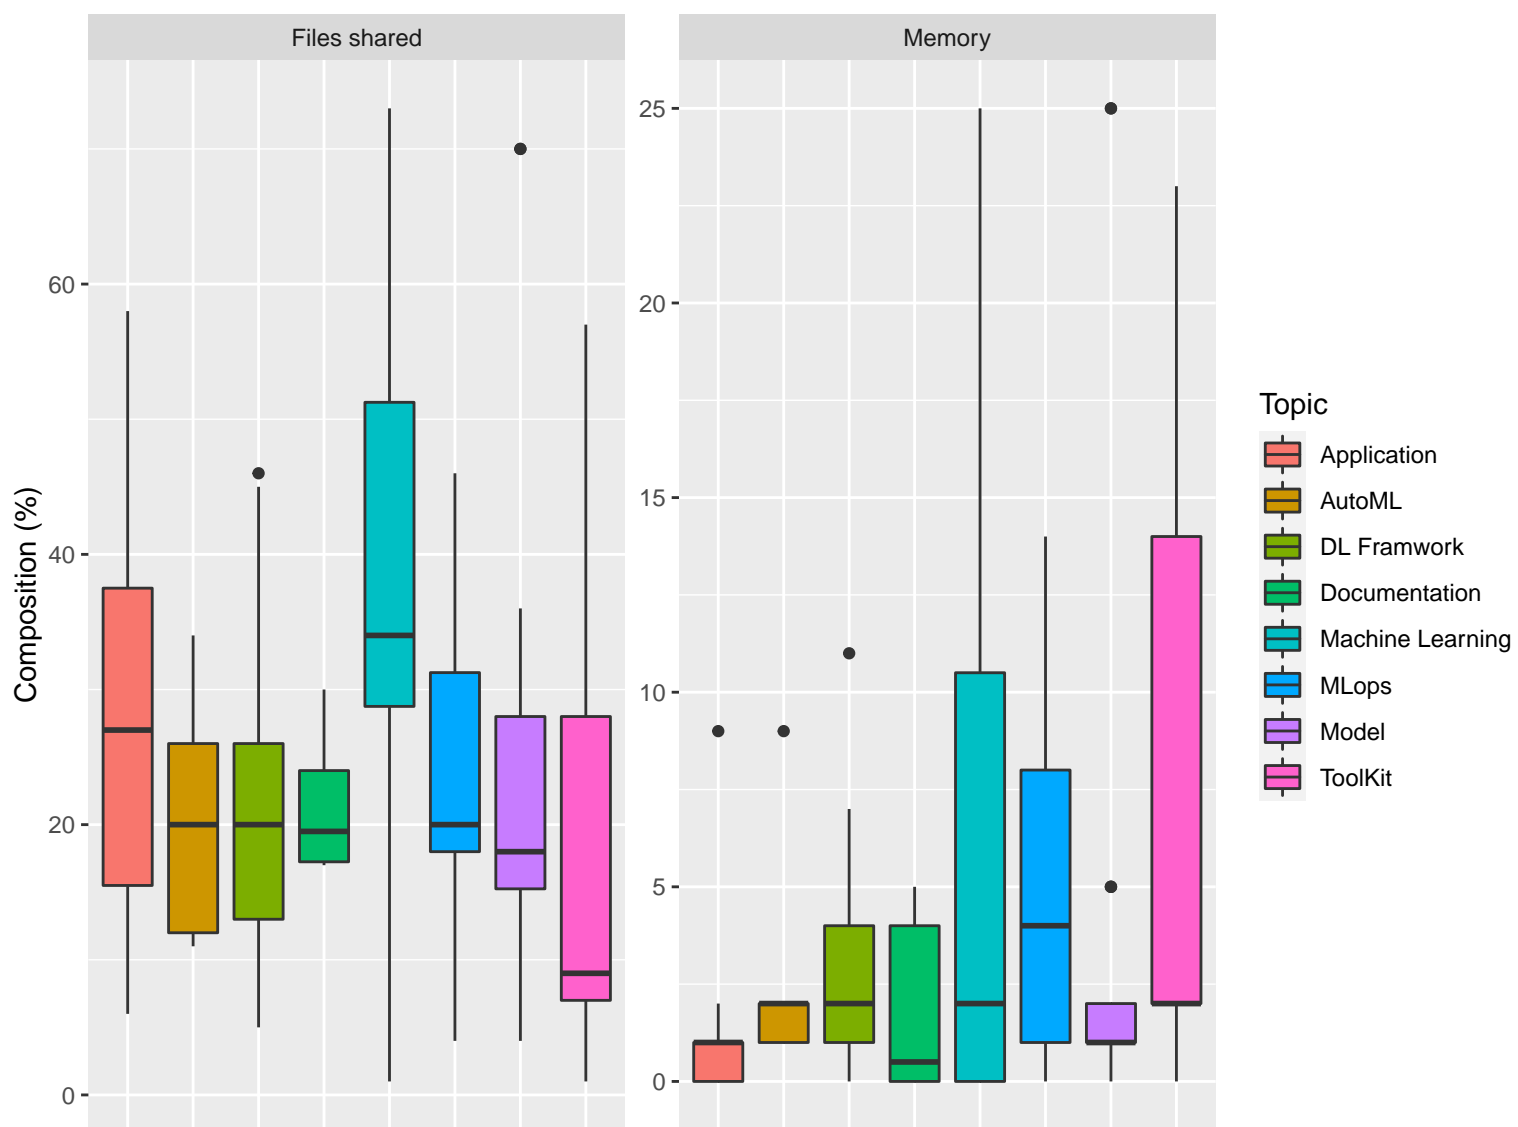 Files shared
Memory
Composition (%)
60
40
20
0
25
20
15
10
5
0
Topic
Application
AutoML
DL Framwork
Documentation
Machine Learning
MLops
Model
ToolKit